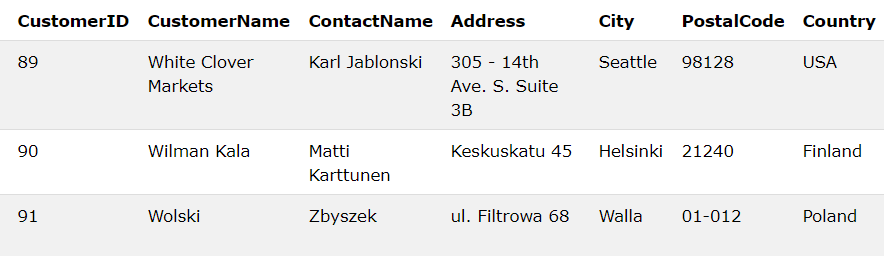 CustomerID CustomerName ContactName Address City PostalCode Country
89 White Clover Karl Jablonski 305 - 14th Seattle 98128 USA
Markets Ave. S. Suite
3B
90 Wilman Kala Matti Keskuskatu 45 Helsinki 21240 Finland
Karttunen
91 Wolski Zbyszek ul. Filtrowa 68 Walla 01-012 Poland